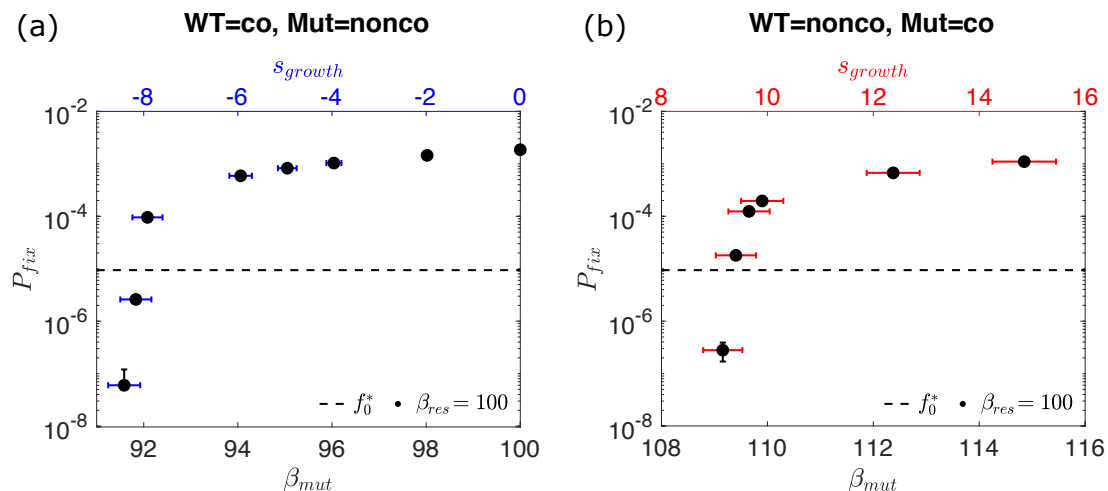 (a)
WT=co, Mut=nonco
s_growth
-8 -6 -4 -2 0
10^-2
10^-4
10^-6
10^-8
P_fix
f_0^* β_res = 100
92 94 96 98 100
β_mut
(b)
WT=nonco, Mut=co
s_growth
8 10 12 14 16
10^-2
10^-4
10^-6
10^-8
P_fix
f_0^* β_res = 100
108 110 112 114 116
β_mut